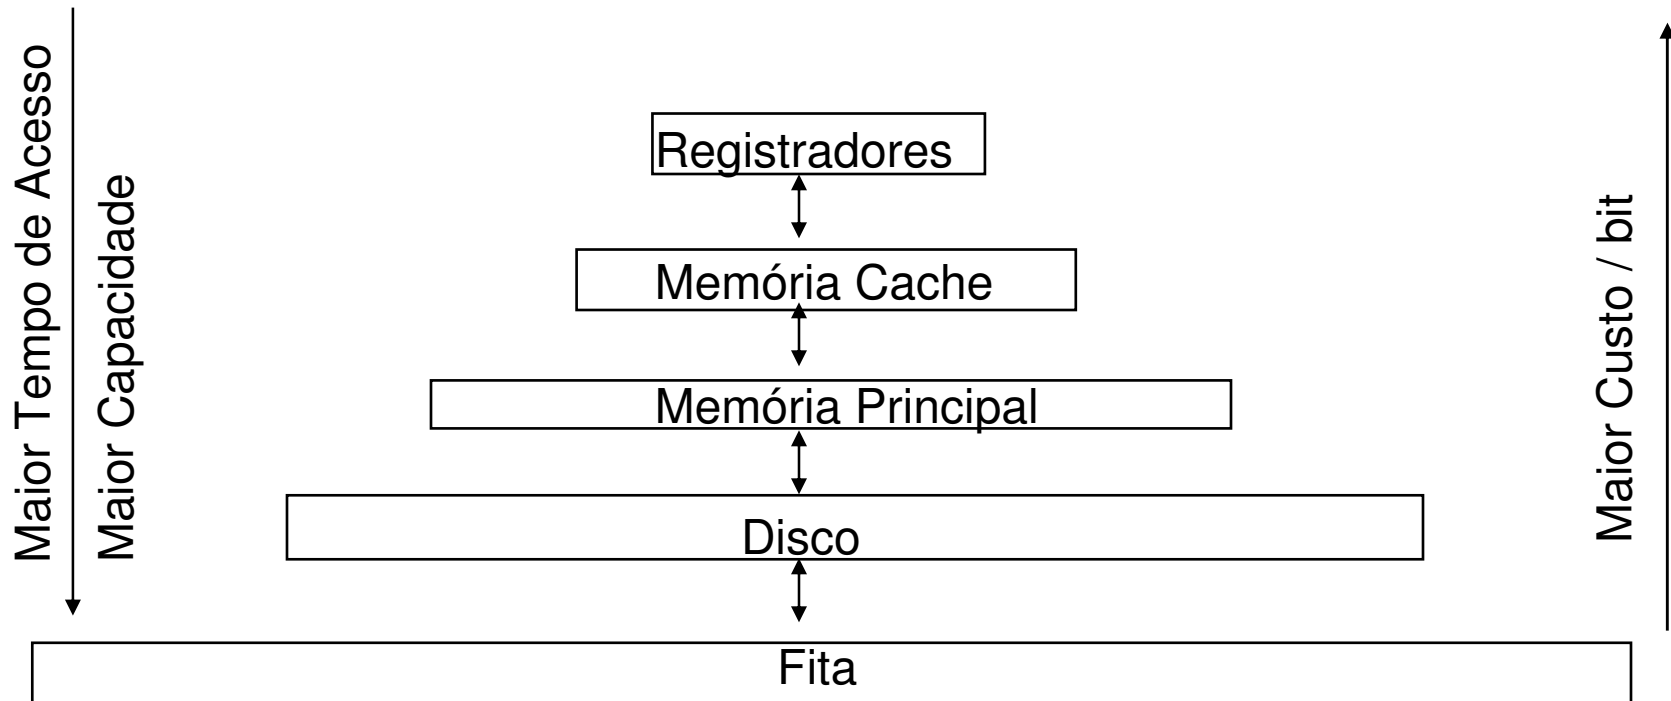 Maior Tempo de Acesso
Maior Capacidade
Registradores
Memória Cache
Memória Principal
Disco
Fita
Maior Custo / bit